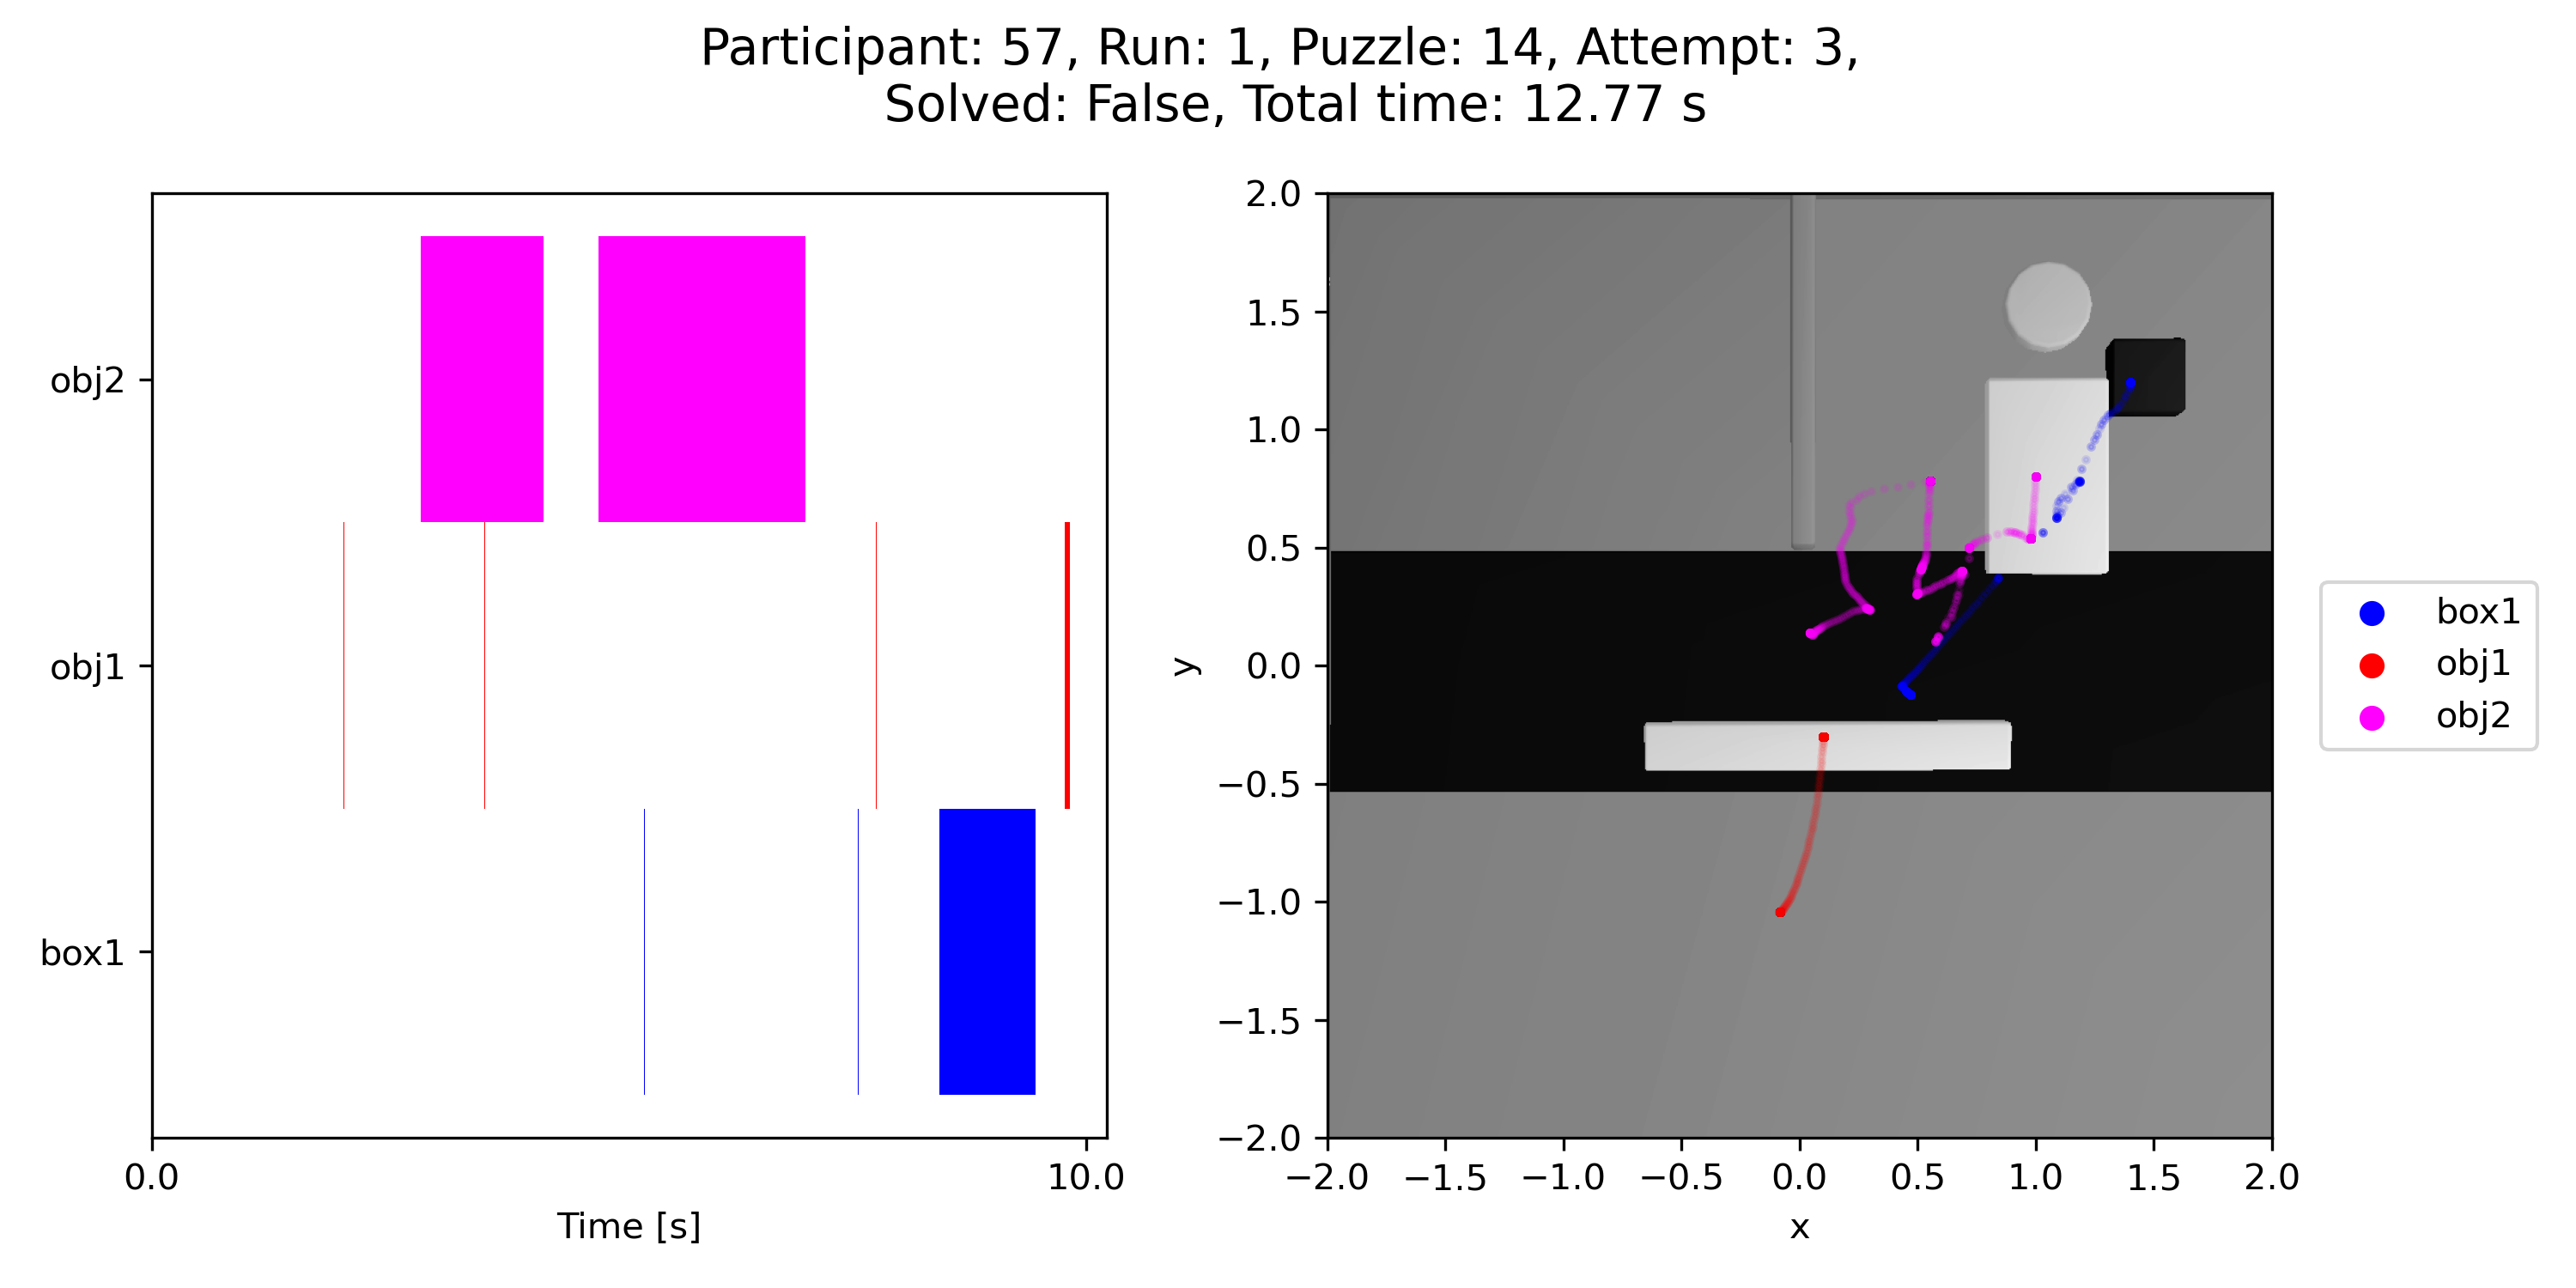 Participant: 57, Run: 1, Puzzle: 14, Attempt: 3,
Solved: False, Total time: 12.77 s
obj2
obj1
box1
0.0
10.0
Time [s]
2.0
1.5
1.0
0.5
0.0
−0.5
−1.0
−1.5
−2.0
y
−2.0
−1.5
−1.0
−0.5
0.0
0.5
1.0
1.5
2.0
x
box1
obj1
obj2